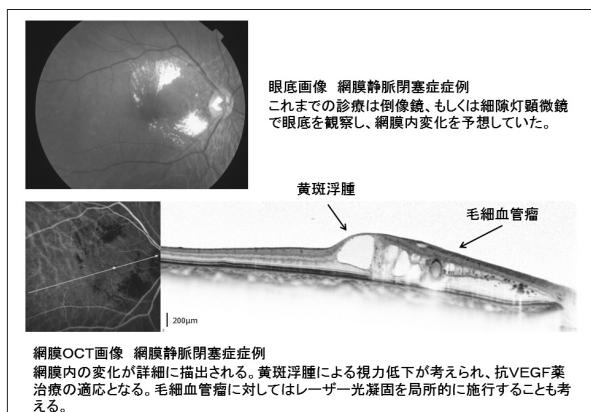 眼底画像　網膜静脈閉塞症症例
これまでの診療は倒像鏡、もしくは細隙灯顕微鏡
で眼底を観察し、網膜内変化を予想していた。
黄斑浮腫
毛細血管瘤
200μm
網膜OCT画像　網膜静脈閉塞症症例
網膜内の変化が詳細に描出される。黄斑浮腫による視力低下が考えられ、抗VEGF薬
治療の適応となる。毛細血管瘤に対してはレーザー光凝固を局所的に施行することも考
える。